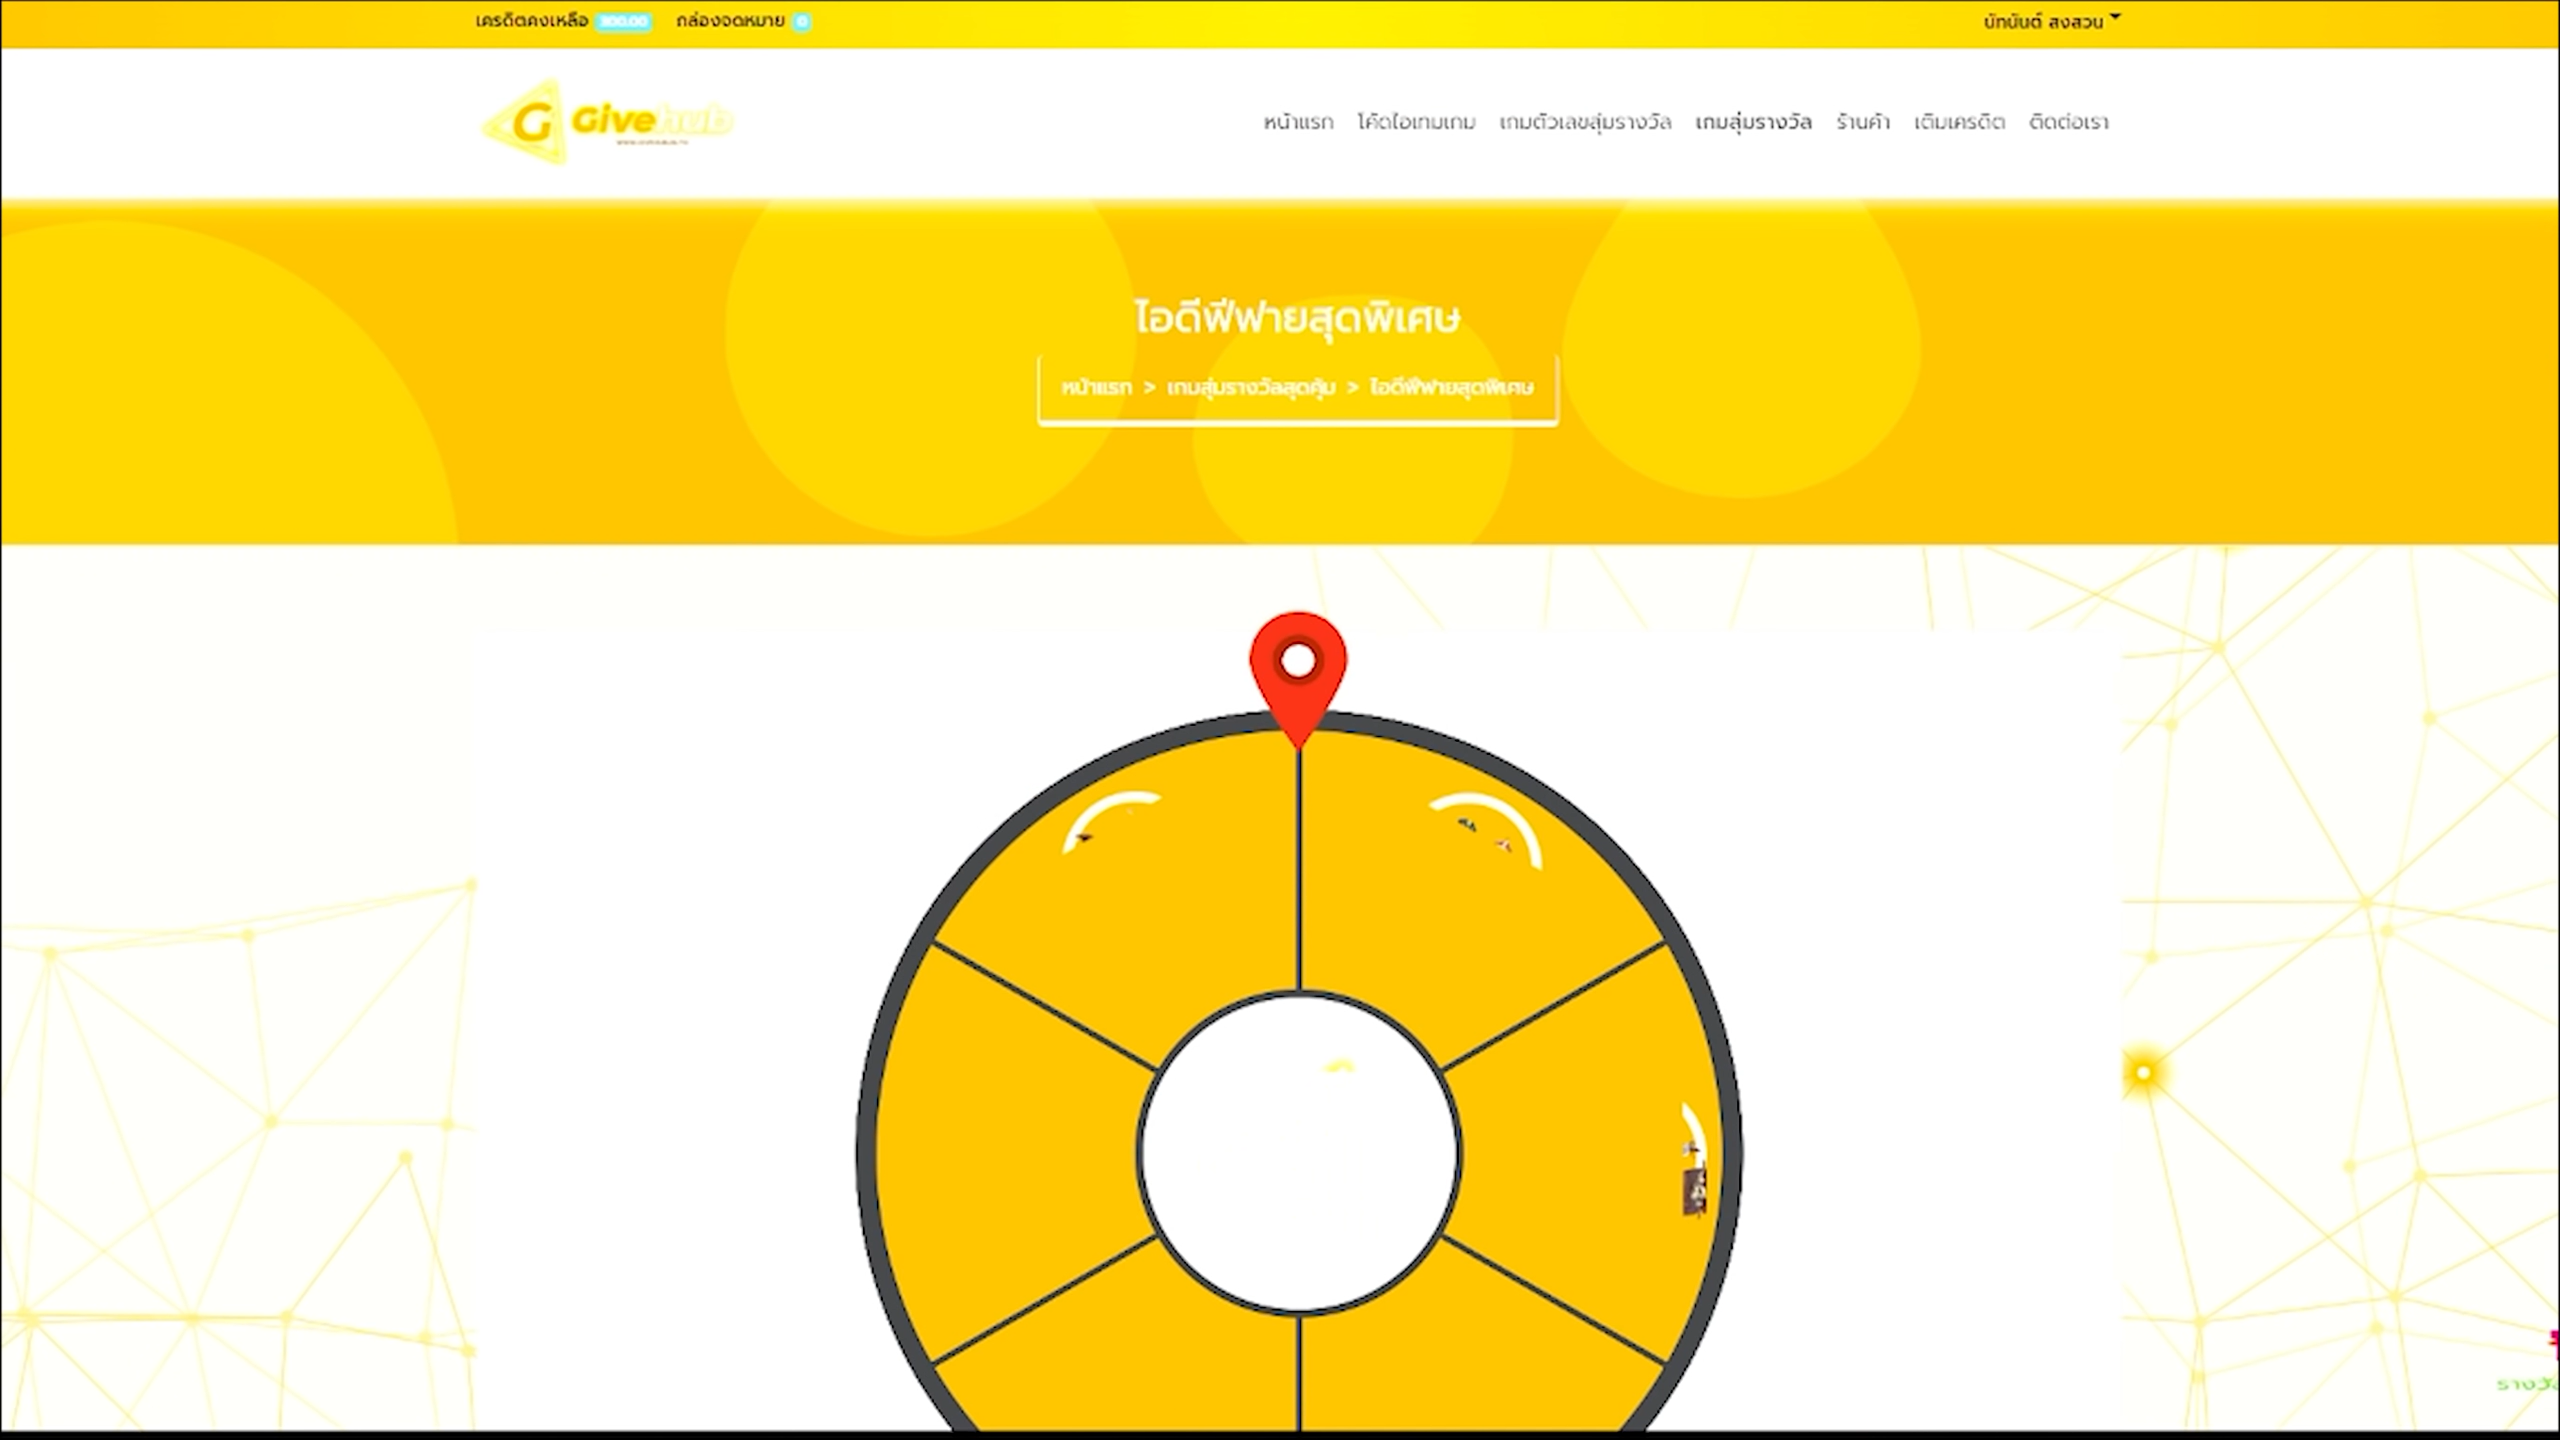 เครดิตคงเหลือ 300.00 กล่องจดหมาย 0
นัทนันต์ สงสวน
G Givehub
หน้าแรก โค้ดไอเทมเกม เกมตัวเลขสุ่มรางวัล เกมสุ่มรางวัล ร้านค้า เติมเครดิต ติดต่อเรา
ไอดีฟีฟายสุดพิเศษ
หน้าแรก > เกมสุ่มรางวัลสุดคุ้ม > ไอดีฟีฟายสุดพิเศษ